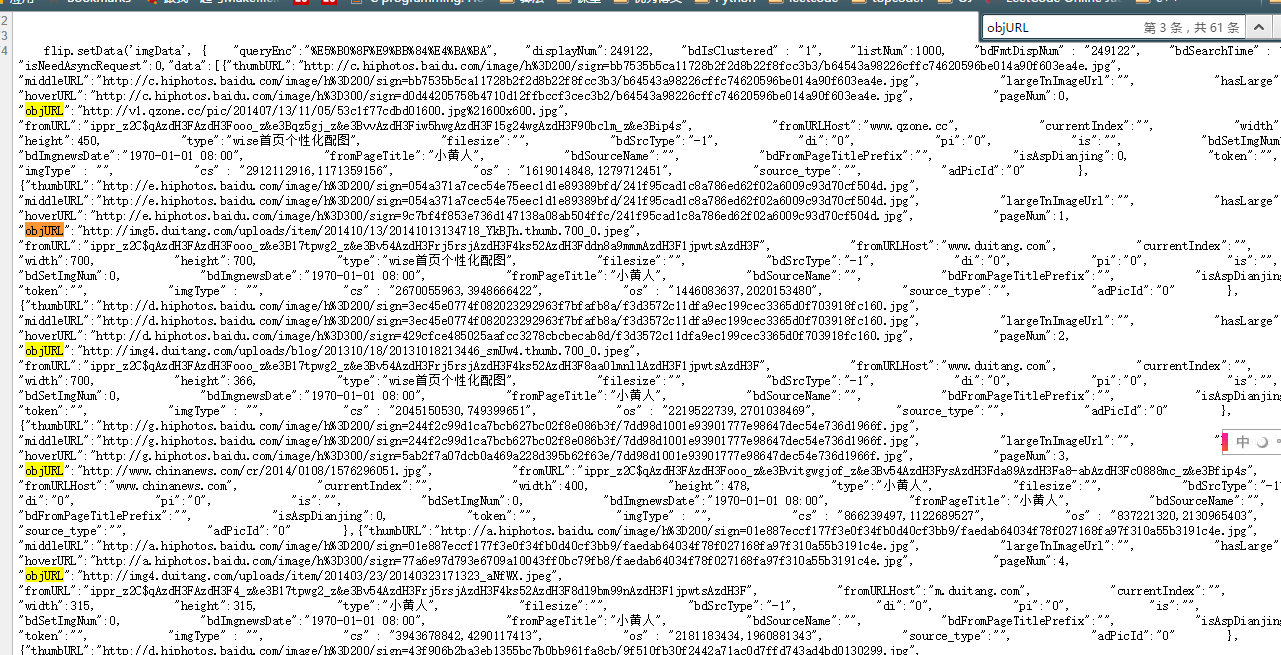 objURL 第 3 条，共 61 条
2
3
4
flip.setData('imgData', { "queryEnc":"%E5%B0%8F%E9%BB%84%E4%BA%BA", "displayNum":249122, "bdIsClustered" : "1", "listNum":1000, "bdFmtDispNum" : "249122", "bdSearchTime" :
"isNeedAsyncRequest":0,"data":[{"thumbURL":"http://c.hiphotos.baidu.com/image/h%3D200/sign=bb7535b5ca11728b2f2d8b22f8fcc3b3/b64543a98226cffc74620596be014a90f603ea4e.jpg",
"middleURL":"http://c.hiphotos.baidu.com/image/h%3D200/sign=bb7535b5ca11728b2f2d8b22f8fcc3b3/b64543a98226cffc74620596be014a90f603ea4e.jpg", "largeTnImageUrl":"", "hasLarge
"hoverURL":"http://c.hiphotos.baidu.com/image/h%3D300/sign=d0d44205758b4710d12ffbccf3cec3b2/b64543a98226cffc74620596be014a90f603ea4e.jpg", "pageNum":0,
"objURL":"http://vl.qzone.cc/pic/201407/13/11/05/53c1f77cdbd01600.jpg%21600x600.jpg",
"fromURL":"ippr_z2C$qAzdH3FAzdH3Fooo_z&e3Bqz5gj_z&e3BvvAzdH3Fiw5hwgAzdH3F15g24wgAzdH3F90bclm_z&e3Bip4s", "fromURLHost":"www.qzone.cc", "currentIndex":"", "width"
"height":450, "type":"wise首页个性化配图", "filesize":"", "bdSrcType":"-1", "di":"0", "pi":"0", "is":"", "bdSetImgNum
"bdImgnewsDate":"1970-01-01 08:00", "fromPageTitle":"小黄人", "bdSourceName":"", "bdFromPageTitlePrefix":"", "isAspDianjing":0, "token":"",
"imgType" : "", "cs" : "2912112916,1171359156", "os" : "1619014848,1279712451", "source_type":"", "adPicId":"0" },
{"thumbURL":"http://e.hiphotos.baidu.com/image/h%3D200/sign=054a371a7cec54e75eec1d1e89389bfd/241f95cad1c8a786ed62f02a6009c93d70cf504d.jpg",
"middleURL":"http://e.hiphotos.baidu.com/image/h%3D200/sign=054a371a7cec54e75eec1d1e89389bfd/241f95cad1c8a786ed62f02a6009c93d70cf504d.jpg", "largeTnImageUrl":"", "hasLarge
"hoverURL":"http://e.hiphotos.baidu.com/image/h%3D300/sign=9c7bf4f853e736d147138a08ab504ffc/241f95cad1c8a786ed62f02a6009c93d70cf504d.jpg", "pageNum":1,
"objURL":"http://img5.duitang.com/uploads/item/201410/13/20141013134718_YkBJh.thumb.700_0.jpeg",
"fromURL":"ippr_z2C$qAzdH3FAzdH3Fooo_z&e3B17tpwg2_z&e3Bv54AzdH3Frj5rsjAzdH3F4ks52AzdH3Fddn8a9mmmAzdH3F1jpwtsAzdH3F", "fromURLHost":"www.duitang.com", "currentIndex":"",
"width":700, "height":700, "type":"wise首页个性化配图", "filesize":"", "bdSrcType":"-1", "di":"0", "pi":"0", "is":"",
"bdSetImgNum":0, "bdImgnewsDate":"1970-01-01 08:00", "fromPageTitle":"小黄人", "bdSourceName":"", "bdFromPageTitlePrefix":"", "isAspDianjing
"token":"", "imgType" : "", "cs" : "2670055963,3948666422", "os" : "1446083637,2020153480", "source_type":"", "adPicId":"0" },
{"thumbURL":"http://d.hiphotos.baidu.com/image/h%3D200/sign=3ec45e0774f082023292963f7bfafb8a/f3d3572c11dfa9ec199cec3365d0f703918fc160.jpg",
"middleURL":"http://d.hiphotos.baidu.com/image/h%3D200/sign=3ec45e0774f082023292963f7bfafb8a/f3d3572c11dfa9ec199cec3365d0f703918fc160.jpg", "largeTnImageUrl":"", "hasLarge
"hoverURL":"http://d.hiphotos.baidu.com/image/h%3D300/sign=429cfce485025aafcc3278cbcbecab8d/f3d3572c11dfa9ec199cec3365d0f703918fc160.jpg", "pageNum":2,
"objURL":"http://img4.duitang.com/uploads/blog/201310/18/20131018213446_smUw4.thumb.700_0.jpeg",
"fromURL":"ippr_z2C$qAzdH3FAzdH3Fooo_z&e3B17tpwg2_z&e3Bv54AzdH3Frj5rsjAzdH3F4ks52AzdH3F8aa0lmnllAzdH3F1jpwtsAzdH3F", "fromURLHost":"www.duitang.com", "currentIndex":"",
"width":700, "height":366, "type":"wise首页个性化配图", "filesize":"", "bdSrcType":"-1", "di":"0", "pi":"0", "is":"",
"bdSetImgNum":0, "bdImgnewsDate":"1970-01-01 08:00", "fromPageTitle":"小黄人", "bdSourceName":"", "bdFromPageTitlePrefix":"", "isAspDianjing
"token":"", "imgType" : "", "cs" : "2045150530,749399651", "os" : "2219522739,2701038469", "source_type":"", "adPicId":"0" },
{"thumbURL":"http://g.hiphotos.baidu.com/image/h%3D200/sign=244f2c99d1ca7bcb627bc02f8e086b3f/7dd98d1001e93901777e98647dec54e736d1966f.jpg",
"middleURL":"http://g.hiphotos.baidu.com/image/h%3D200/sign=244f2c99d1ca7bcb627bc02f8e086b3f/7dd98d1001e93901777e98647dec54e736d1966f.jpg", "largeTnImageUrl":"",
"hoverURL":"http://g.hiphotos.baidu.com/image/h%3D300/sign=5ab2f7a07dcb0a469a228d395d62f63e/7dd98d1001e93901777e98647dec54e736d1966f.jpg", "pageNum":3,
"objURL":"http://www.chinanews.com/cr/2014/0108/1576296051.jpg", "fromURL":"ippr_z2C$qAzdH3FAzdH3Fooo_z&e3Bvitgwgjof_z&e3Bv54AzdH3FysAzdH3Fda89AzdH3Fa8-abAzdH3Fc0888mc_z&e3Bfip4s",
"fromURLHost":"www.chinanews.com", "currentIndex":"", "width":400, "height":478, "type":"小黄人", "filesize":"", "bdSrcType":"-1"
"di":"0", "pi":"0", "is":"", "bdSetImgNum":0, "bdImgnewsDate":"1970-01-01 08:00", "fromPageTitle":"小黄人", "bdSourceName":"",
"bdFromPageTitlePrefix":"", "isAspDianjing":0, "token":"", "imgType" : "", "cs" : "866239497,1122689527", "os" : "837221320,2130965403",
"source_type":"", "adPicId":"0" },{"thumbURL":"http://a.hiphotos.baidu.com/image/h%3D200/sign=01e887eccf177f3e0f34fb0d40cf3bb9/faedab64034f78f027168fa97f310a55b3191c4e.jpg",
"middleURL":"http://a.hiphotos.baidu.com/image/h%3D200/sign=01e887eccf177f3e0f34fb0d40cf3bb9/faedab64034f78f027168fa97f310a55b3191c4e.jpg", "largeTnImageUrl":"", "hasLarge
"hoverURL":"http://a.hiphotos.baidu.com/image/h%3D300/sign=77a6e97d793e6709a10043ff0bc79fb8/faedab64034f78f027168fa97f310a55b3191c4e.jpg", "pageNum":4,
"objURL":"http://img4.duitang.com/uploads/item/201403/23/20140323171323_aNfWX.jpeg",
"fromURL":"ippr_z2C$qAzdH3FAzdH3F4_z&e3B17tpwg2_z&e3Bv54AzdH3Frj5rsjAzdH3F4ks52AzdH3F8d19bm99nAzdH3F1jpwtsAzdH3F", "fromURLHost":"m.duitang.com", "currentIndex":"",
"width":315, "height":315, "type":"小黄人", "filesize":"", "bdSrcType":"-1", "di":"0", "pi":"0", "is":"",
"bdSetImgNum":0, "bdImgnewsDate":"1970-01-01 08:00", "fromPageTitle":"小黄人", "bdSourceName":"", "bdFromPageTitlePrefix":"", "isAspDianjing
"token":"", "imgType" : "", "cs" : "3943678842,4290117413", "os" : "2181183434,1960881343", "source_type":"", "adPicId":"0" },
中